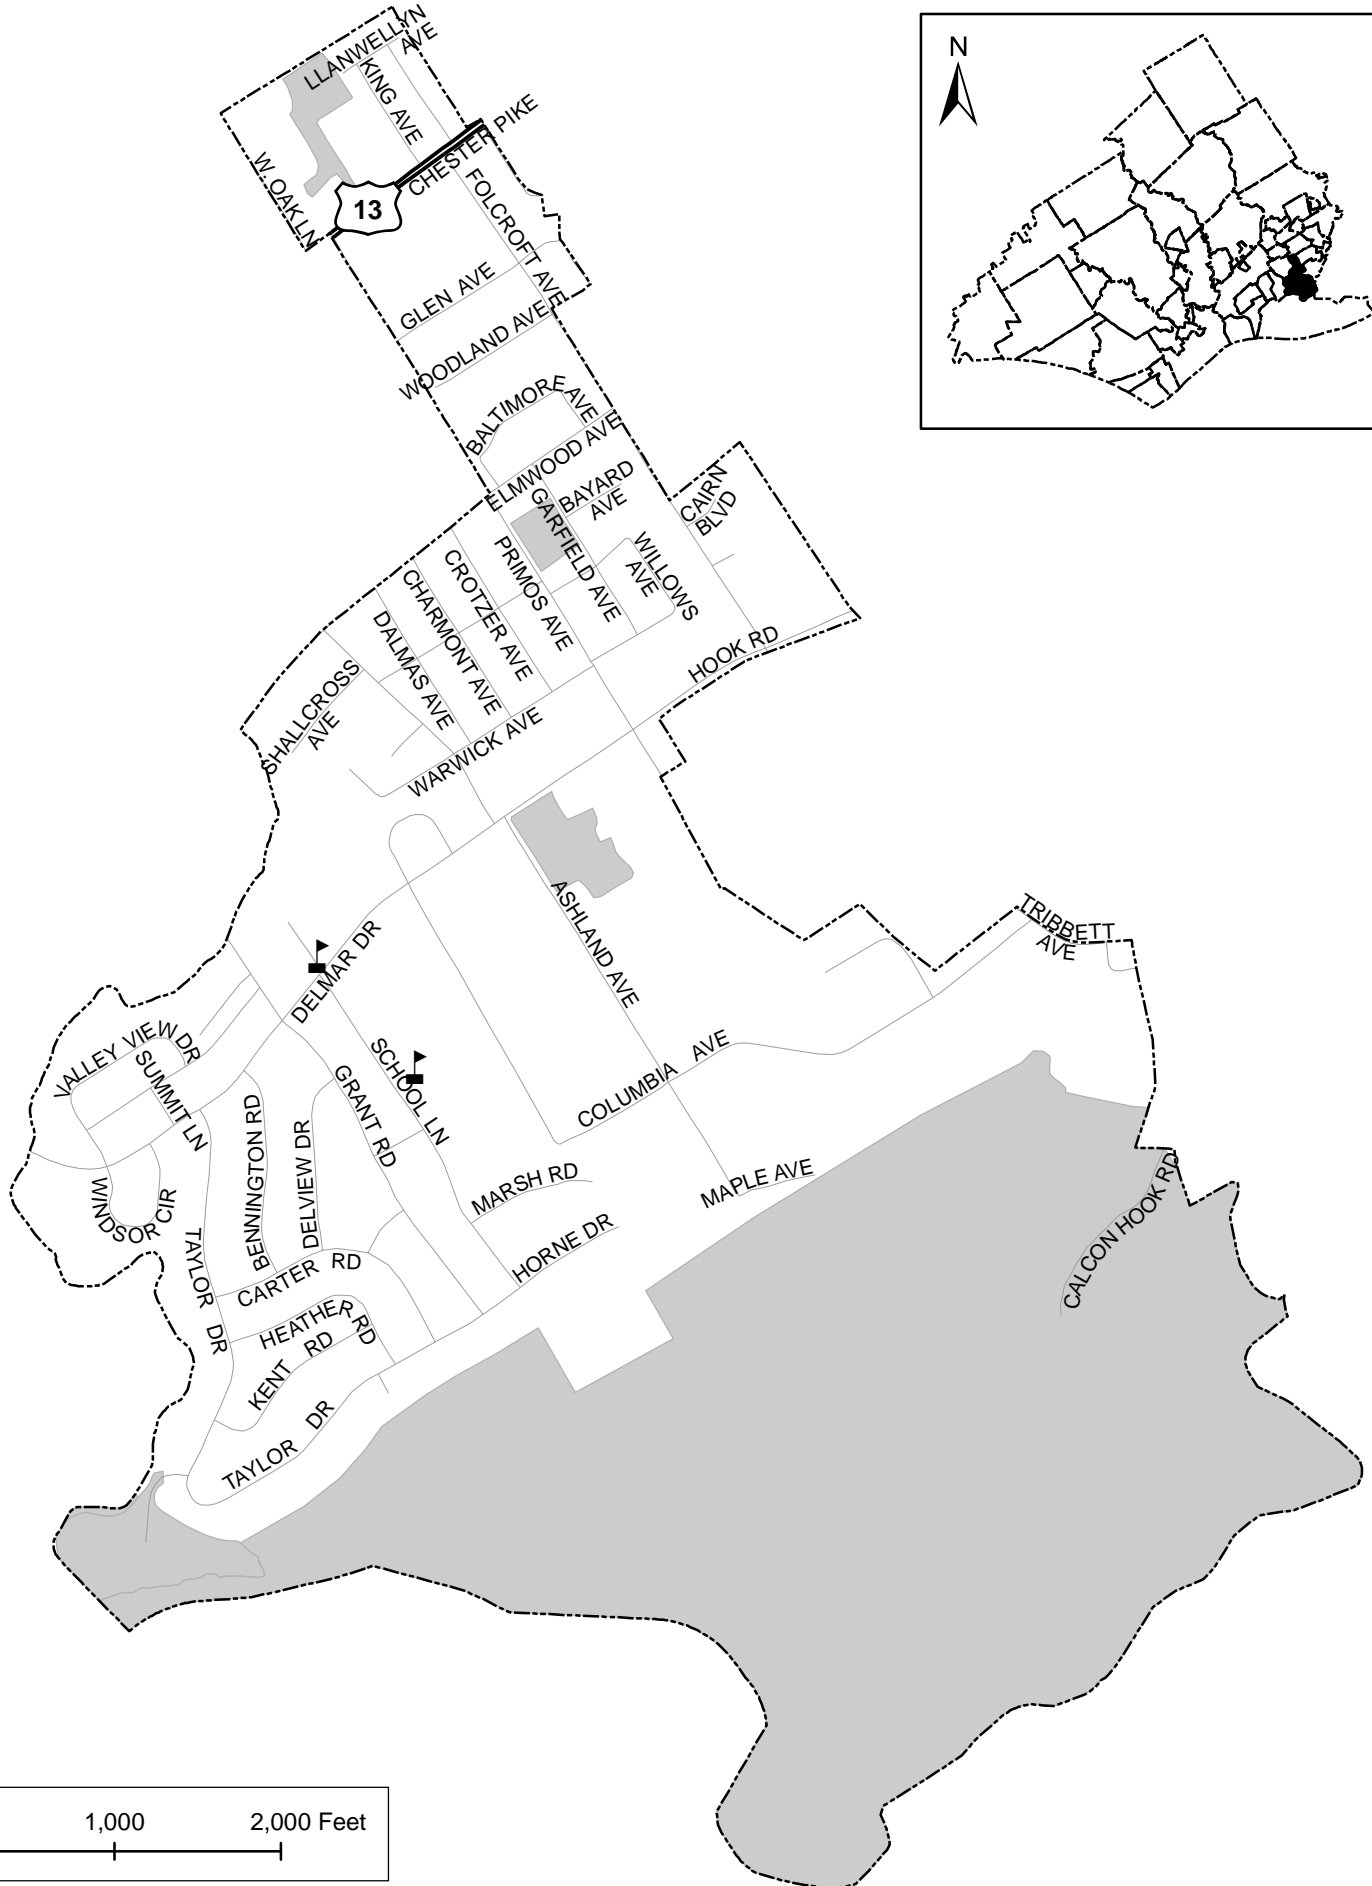 LLANWELLYN
AVE
KING AVE
CHESTER PIKE
W. OAK LN
13
FOLCROFT AVE
N
GLEN AVE
WOODLAND AVE
BALTIMORE AVE
ELMWOOD AVE
BAYARD
AVE
GARFIELD AVE
CAIRN
BLVD
PRIMOS AVE
WILLOWS
AVE
CROTZER AVE
CHARMONT AVE
DALMAS AVE
HOOK RD
SHALLCROSS
AVE
WARWICK AVE
ASHLAND AVE
TRIBBETT
AVE
DELMAR DR
VALLEY VIEW DR
SUMMIT LN
SCHOOL LN
GRANT RD
COLUMBIA AVE
BENNINGTON RD
DELVIEW DR
MARSH RD
MAPLE AVE
WINDSOR CIR
CALCON HOOK RD
TAYLOR DR
HORNE DR
CARTER RD
HEATHER RD
KENT RD
TAYLOR DR
1,000
2,000 Feet